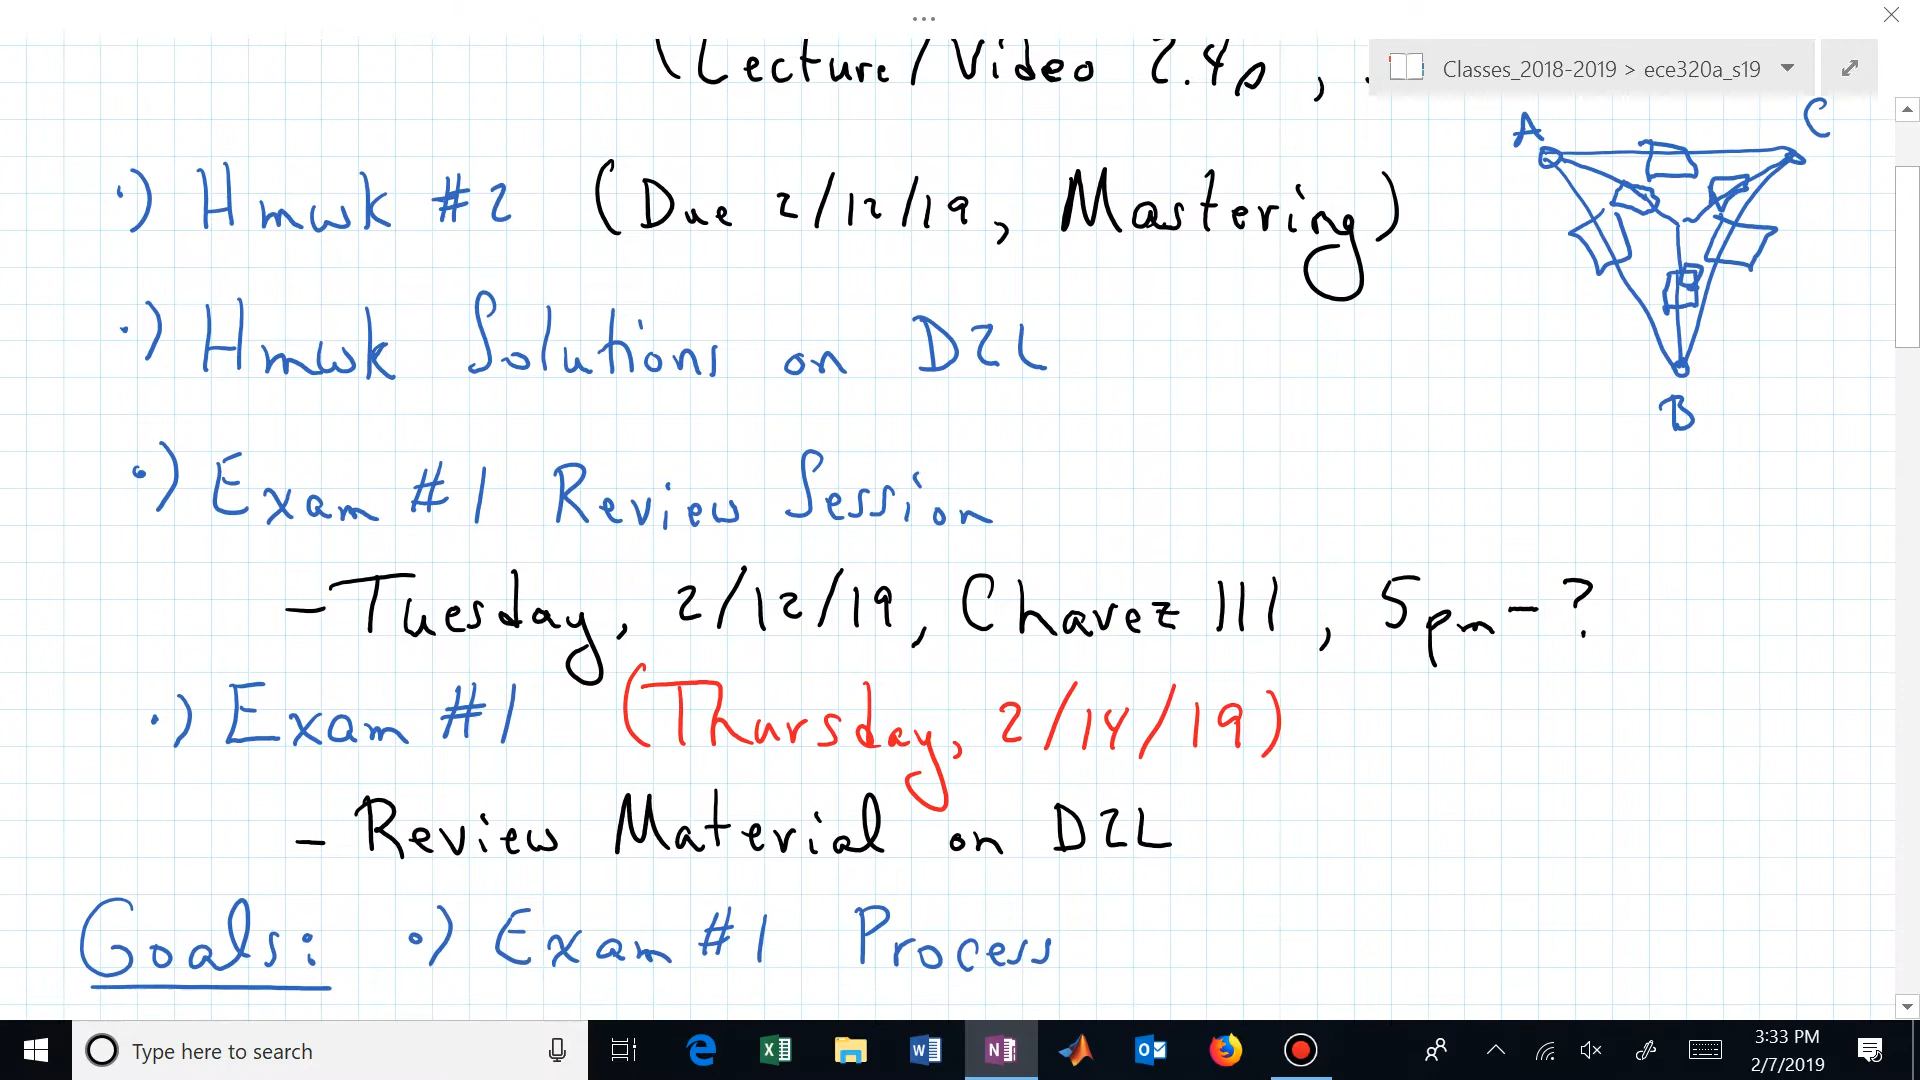 (Lecture/Video 2.4s,
Classes_2018-2019 > ece320a_s19
A
C
·) Hmwk #2 (Due 2/12/19, Mastering)
·) Hmwk Solutions on D2L
B
·) Exam #1 Review Session
- Tuesday, 2/12/19, Chavez 111, 5pm - ?
·) Exam #1 (Thursday, 2/14/19)
- Review Material on D2L
Goals: ·) Exam #1 Process
Type here to search
3:33 PM
2/7/2019